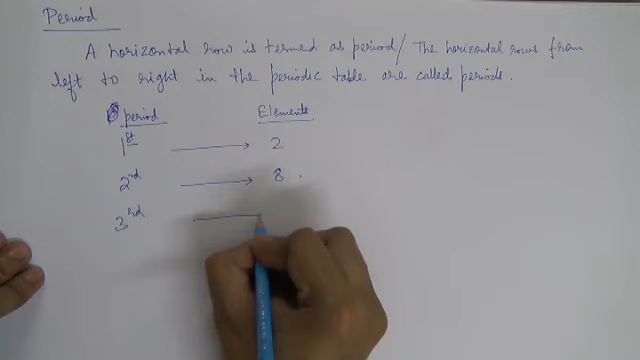 Period
A horizontal row is termed as period/ The horizontal rows from
left to right in the periodic table are called periods.
period Elements
1st → 2
2nd → 8 .
3rd